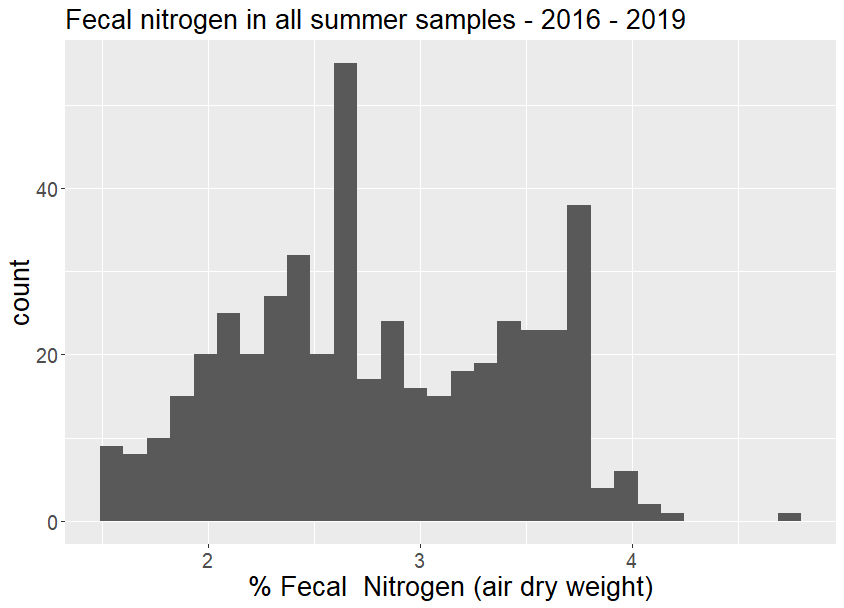 Fecal nitrogen in all summer samples - 2016 - 2019
40
20
0
count
2 3 4
% Fecal  Nitrogen (air dry weight)